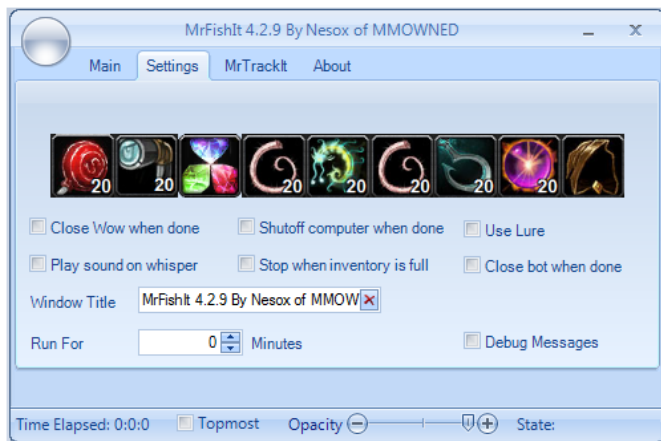 MrFishIt 4.2.9 By Nesox of MMOWNED
Main Settings MrTrackIt About
20 20 20 20 20 20 20 20
Close Wow when done Shutoff computer when done Use Lure
Play sound on whisper Stop when inventory is full Close bot when done
Window Title MrFishIt 4.2.9 By Nesox of MMOW
Run For 0 Minutes Debug Messages
Time Elapsed: 0:0:0 Topmost Opacity State: